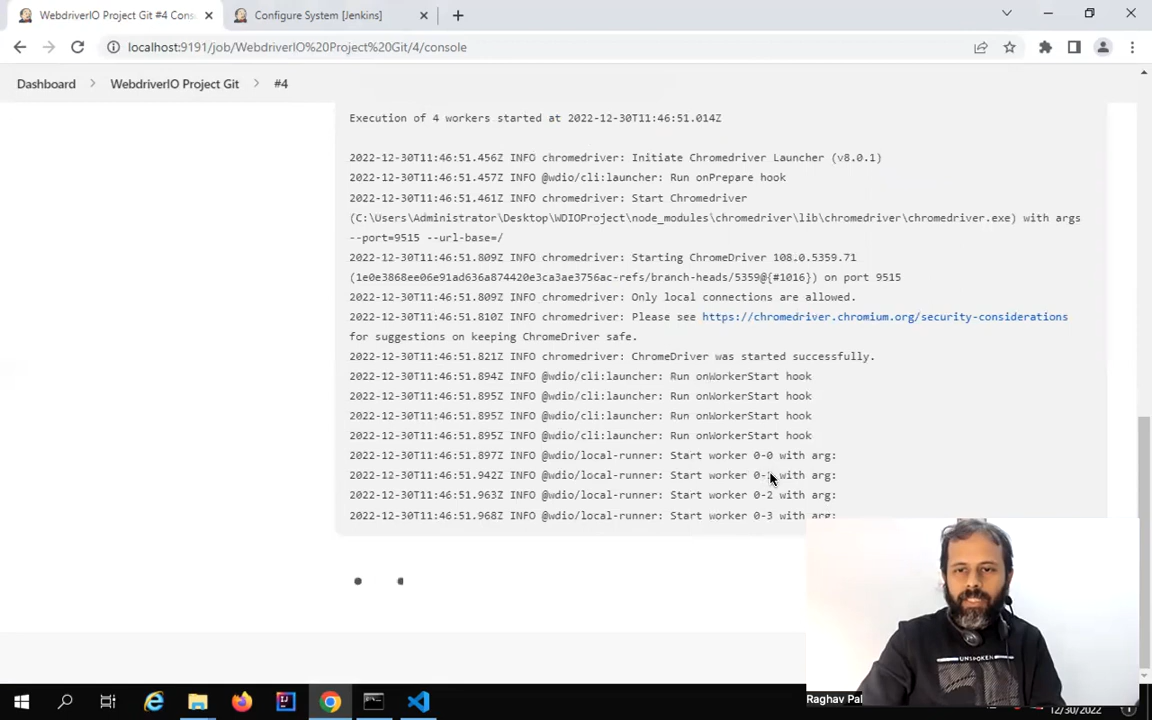 WebdriverIO Project Git #4 Cons
Configure System [Jenkins]
localhost:9191/job/WebdriverIO%20Project%20Git/4/console
Dashboard
WebdriverIO Project Git
#4
Execution of 4 workers started at 2022-12-30T11:46:51.014Z
2022-12-30T11:46:51.456Z INFO chromedriver: Initiate Chromedriver Launcher (v8.0.1)
2022-12-30T11:46:51.457Z INFO @wdio/cli:launcher: Run onPrepare hook
2022-12-30T11:46:51.461Z INFO chromedriver: Start Chromedriver
(C:\Users\Administrator\Desktop\WDIOProject\node_modules\chromedriver\lib\chromedriver\chromedriver.exe) with args
--port=9515 --url-base=/
2022-12-30T11:46:51.809Z INFO chromedriver: Starting ChromeDriver 108.0.5359.71
(1e0e3868ee06e91ad636a874420e3ca3ae3756ac-refs/branch-heads/5359@{#1016}) on port 9515
2022-12-30T11:46:51.809Z INFO chromedriver: Only local connections are allowed.
2022-12-30T11:46:51.810Z INFO chromedriver: Please see https://chromedriver.chromium.org/security-considerations
for suggestions on keeping ChromeDriver safe.
2022-12-30T11:46:51.821Z INFO chromedriver: ChromeDriver was started successfully.
2022-12-30T11:46:51.894Z INFO @wdio/cli:launcher: Run onWorkerStart hook
2022-12-30T11:46:51.895Z INFO @wdio/cli:launcher: Run onWorkerStart hook
2022-12-30T11:46:51.895Z INFO @wdio/cli:launcher: Run onWorkerStart hook
2022-12-30T11:46:51.895Z INFO @wdio/cli:launcher: Run onWorkerStart hook
2022-12-30T11:46:51.897Z INFO @wdio/local-runner: Start worker 0-0 with arg:
2022-12-30T11:46:51.942Z INFO @wdio/local-runner: Start worker with arg:
2022-12-30T11:46:51.963Z INFO @wdio/local-runner: Start worker 0-2 with arg:
2022-12-30T11:46:51.968Z INFO @wdio/local-runner: Start worker 0-3 with arg:
UNSPOKEN
Raghav Pal
12/30/2022